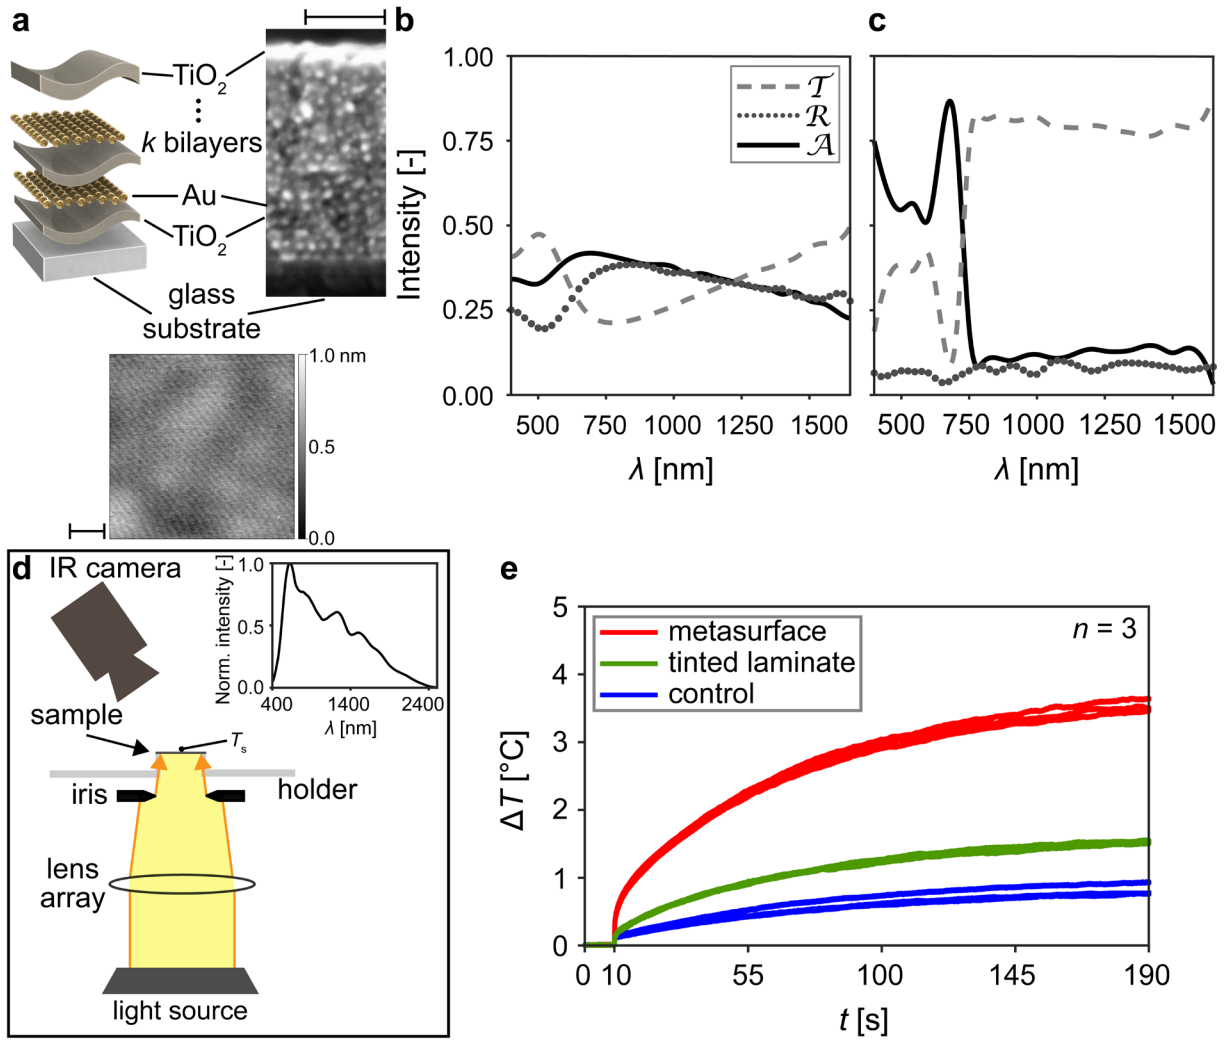 a
TiO2
⋮
k bilayers
Au
TiO2
glass
substrate
1.0 nm
0.5
0.0
b
Intensity [-]
1.00
0.75
0.50
0.25
0.00
𝒯
ℛ
𝒜
500
750
1000
1250
1500
λ [nm]
c
500
750
1000
1250
1500
λ [nm]
d
IR camera
Norm. intensity [-]
1.0
0.5
0.0
400
1400
2400
λ [nm]
sample
Ts
iris
holder
lens
array
light source
e
ΔT [°C]
5
4
3
2
1
0
metasurface
tinted laminate
control
n = 3
0
10
55
100
145
190
t [s]